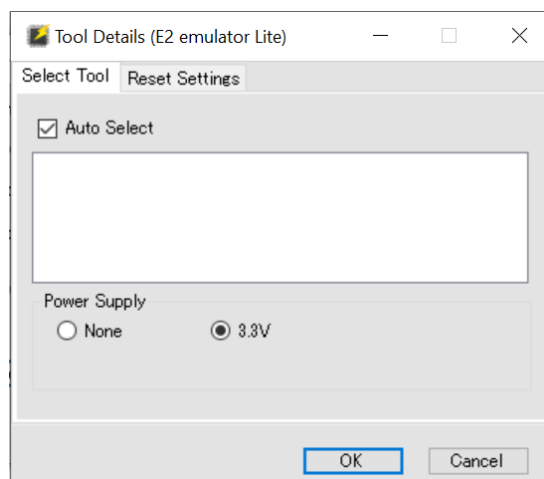 Tool Details (E2 emulator Lite)
Select Tool Reset Settings
Auto Select
Power Supply
None 3.3V
OK Cancel